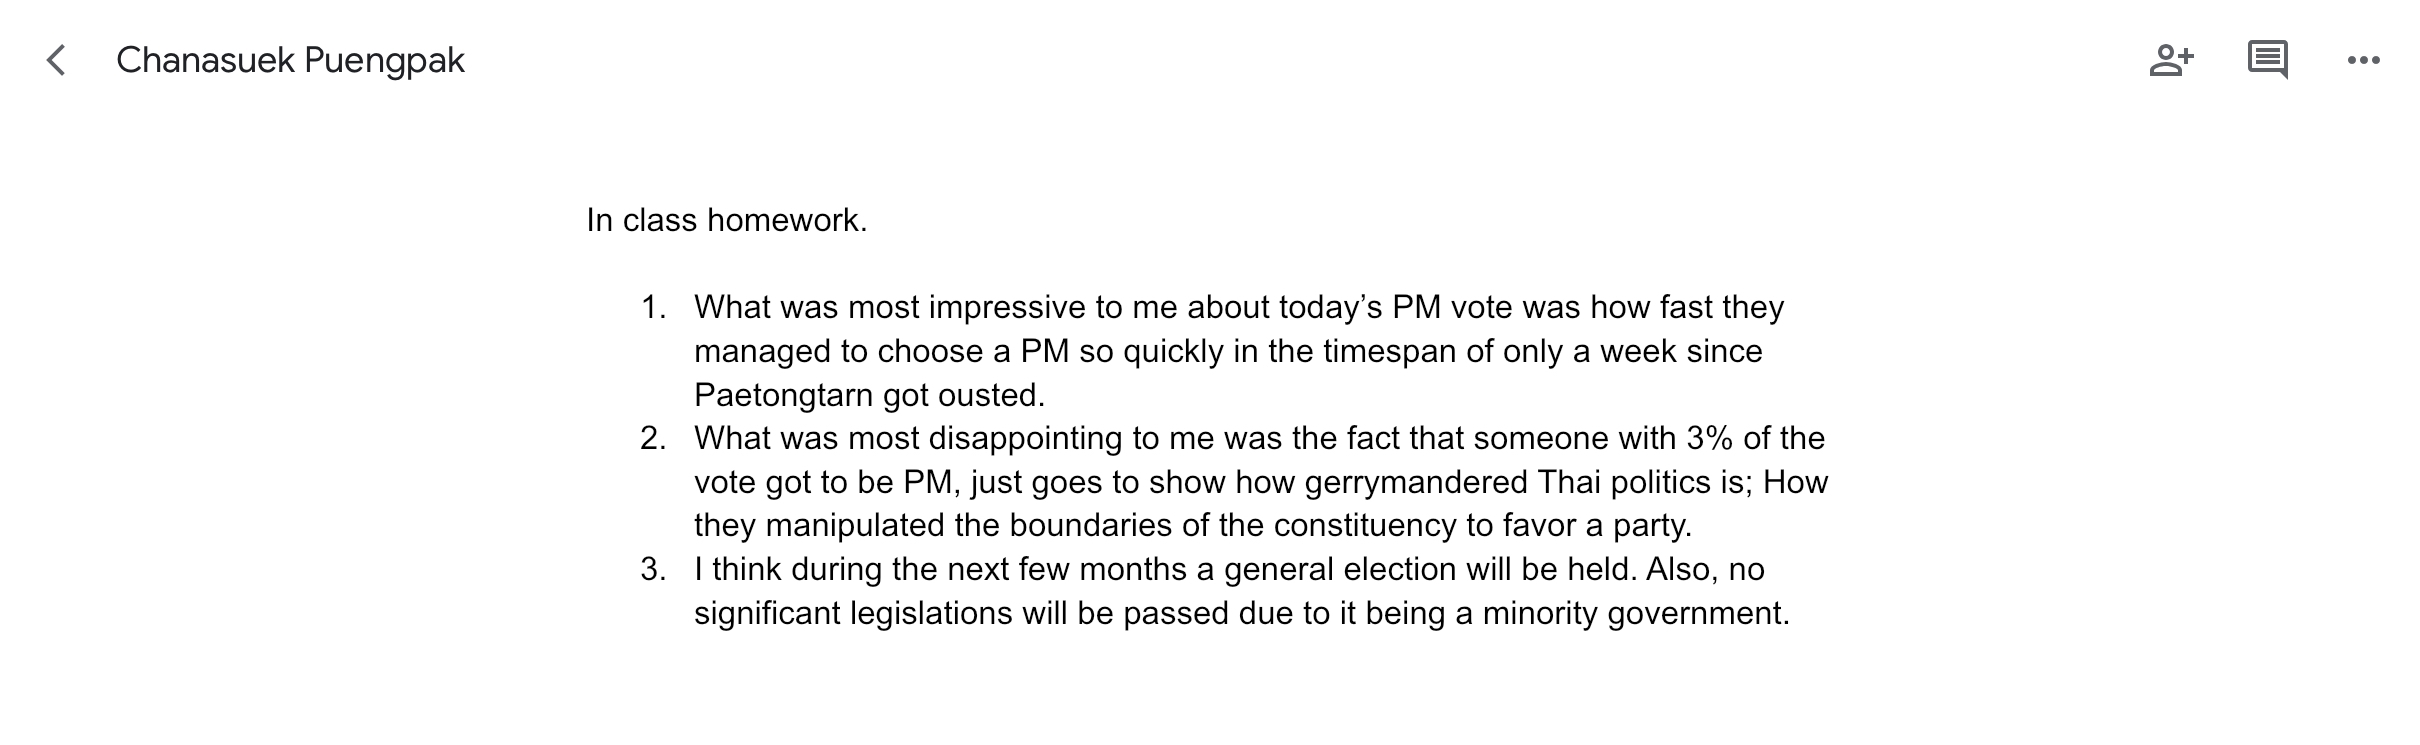 Chanasuek Puengpak
In class homework.
1. What was most impressive to me about today’s PM vote was how fast they
managed to choose a PM so quickly in the timespan of only a week since
Paetongtarn got ousted.
2. What was most disappointing to me was the fact that someone with 3% of the
vote got to be PM, just goes to show how gerrymandered Thai politics is; How
they manipulated the boundaries of the constituency to favor a party.
3. I think during the next few months a general election will be held. Also, no
significant legislations will be passed due to it being a minority government.